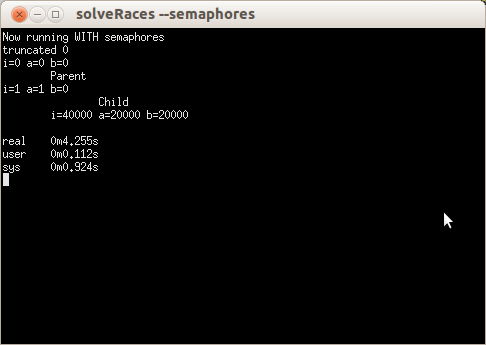 solveRaces --semaphores
Now running WITH semaphores
truncated 0
i=0 a=0 b=0
Parent
i=1 a=1 b=0
Child
i=40000 a=20000 b=20000
real 0m4.255s
user 0m0.112s
sys 0m0.924s